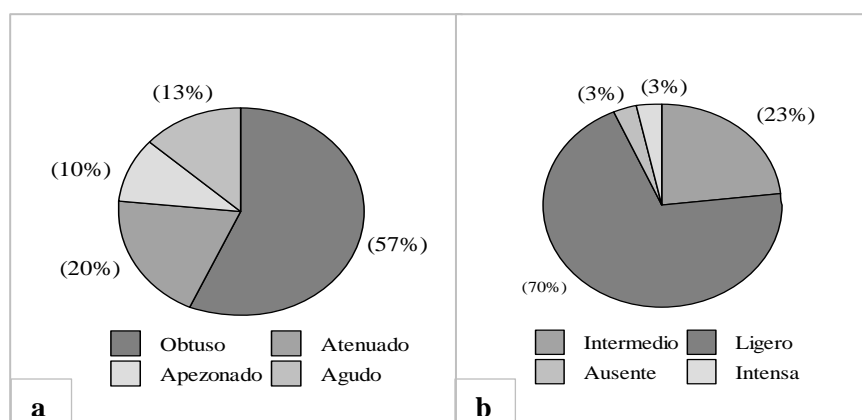 (13%)
(10%)
(20%)
(57%)
Obtuso Atenuado
Apezonado Agudo
a
(3%) (3%)
(23%)
(70%)
Intermedio Ligero
Ausente Intensa
b